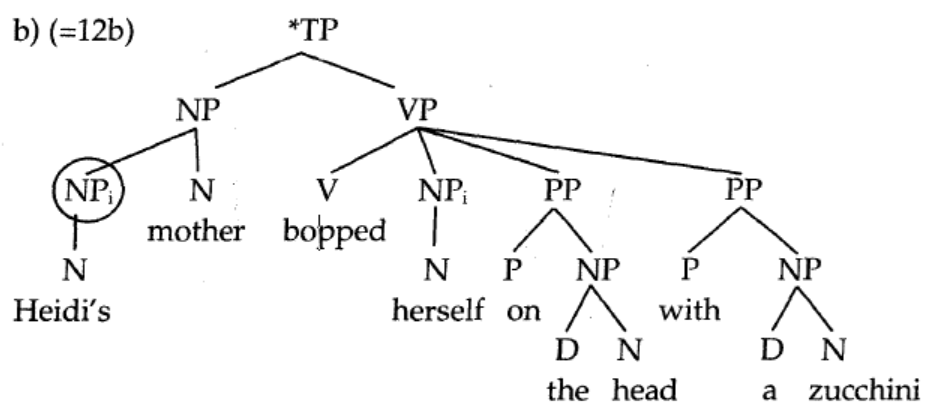 b) (=12b) *TP
NP VP
NPᵢ N V NPᵢ PP PP
mother bopped
N N P NP P NP
Heidi's herself on with
D N D N
the head a zucchini